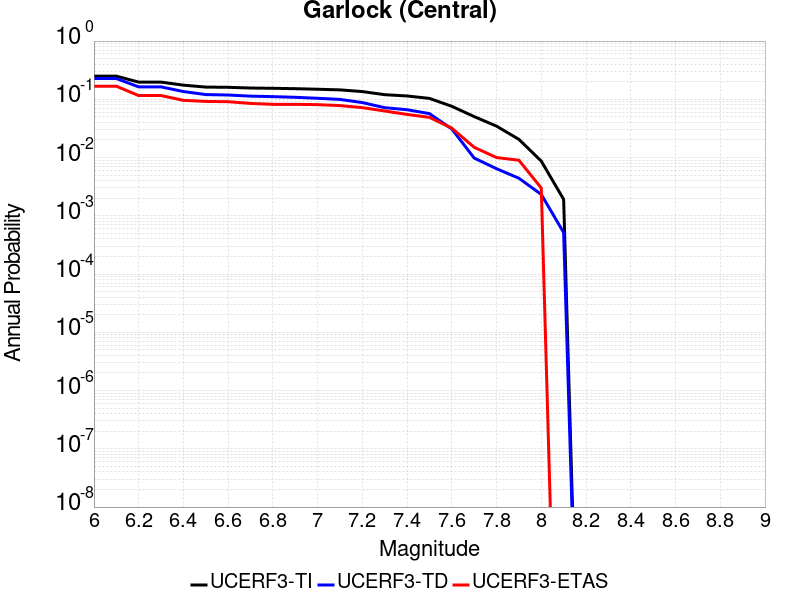 Garlock (Central)
10^0
10^-1
10^-2
10^-3
10^-4
10^-5
10^-6
10^-7
10^-8
Annual Probability
6 6.2 6.4 6.6 6.8 7 7.2 7.4 7.6 7.8 8 8.2 8.4 8.6 8.8 9
Magnitude
UCERF3-TI UCERF3-TD UCERF3-ETAS